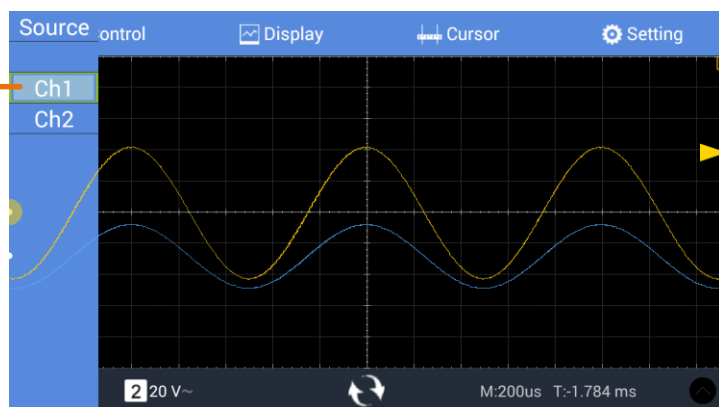 Source ontrol Display Cursor Setting
Ch1
Ch2
2 20 V~ M:200us T:-1.784 ms